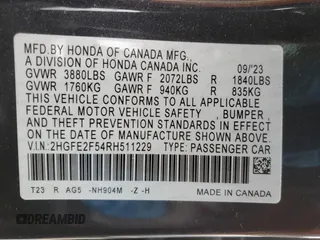 MFD.BY HONDA OF CANADA MFG.,
A DIVISION OF HONDA CANADA INC. 09/'23
GVWR 3880LBS GAWR F 2072LBS R 1840LBS
GVWR 1760KG GAWR F 940KG R 835KG
THIS VEHICLE CONFORMS TO ALL APPLICABLE
FEDERAL MOTOR VEHICLE SAFETY, BUMPER,
AND THEFT PREVENTION STANDARDS IN EFFECT ON
THE DATE OF MANUFACTURE SHOWN ABOVE.
V.I.N:2HGFE2F54RH511229 TYPE:PASSENGER CAR
T23 R AG5 -NH904M -Z -H MADE IN CANADA
DREAMBID